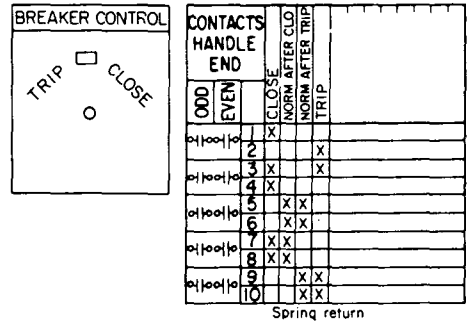 BREAKER CONTROL
TRIP
CLOSE
CONTACTS
HANDLE
END
ODD
EVEN
CLOSE
NORM AFTER CLO
NORM AFTER TRIP
TRIP
1 X
2 X
3 X X
4 X
5 X X
6 X X
7 X X
8 X X
9 X X
10 X X
Spring return